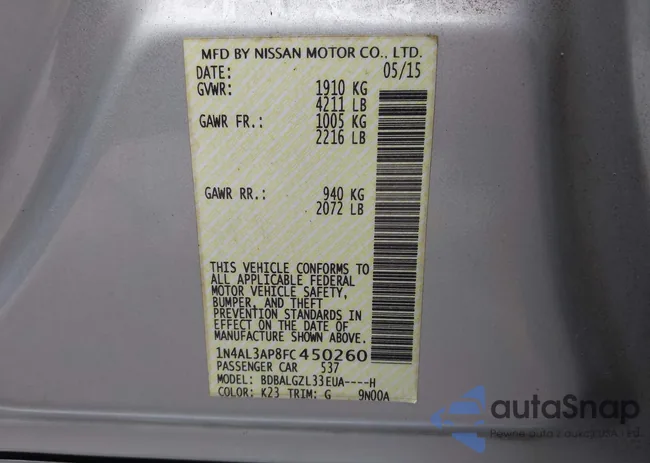 MFD BY NISSAN MOTOR CO., LTD.
DATE: 05/15
GVWR: 1910 KG
4211 LB
GAWR FR.: 1005 KG
2216 LB
GAWR RR.: 940 KG
2072 LB
THIS VEHICLE CONFORMS TO
ALL APPLICABLE FEDERAL
MOTOR VEHICLE SAFETY,
BUMPER, AND THEFT
PREVENTION STANDARDS IN
EFFECT ON THE DATE OF
MANUFACTURE SHOWN ABOVE.
1N4AL3AP8FC450260
PASSENGER CAR 537
MODEL: BDBALGZL33EUA----H
COLOR: K23 TRIM: G 9N00A
autaSnap
Pewne auta z